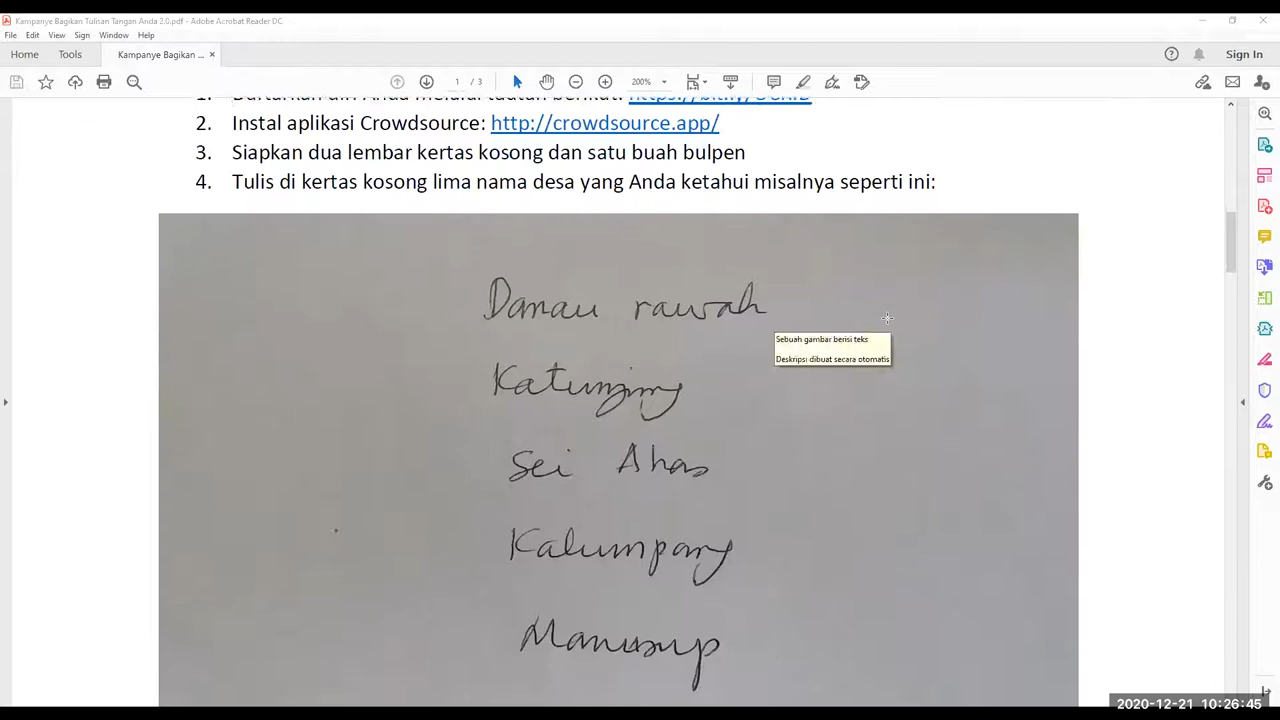 Kampanye Bagikan Tulisan Tangan Anda 2.0.pdf - Adobe Acrobat Reader DC
File Edit View Sign Window Help
Home Tools Kampanye Bagikan ... × Sign In
1 / 3 200%
2. Instal aplikasi Crowdsource: http://crowdsource.app/
3. Siapkan dua lembar kertas kosong dan satu buah bulpen
4. Tulis di kertas kosong lima nama desa yang Anda ketahui misalnya seperti ini:
Danau rawah
Sebuah gambar berisi teks
Deskripsi dibuat secara otomatis
Katunjung
Sei Ahas
Kalumpang
Manusup
2020-12-21 10:26:45